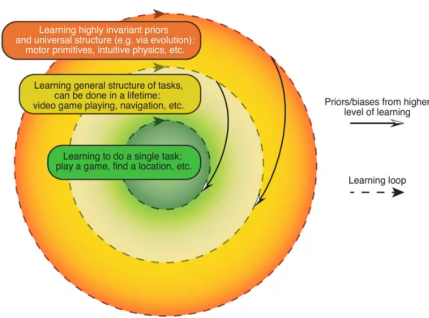 Learning highly invariant priors
and universal structure (e.g. via evolution):
motor primitives, intuitive physics, etc.
Learning general structure of tasks,
can be done in a lifetime:
video game playing, navigation, etc.
Learning to do a single task:
play a game, find a location, etc.
Priors/biases from higher
level of learning
Learning loop